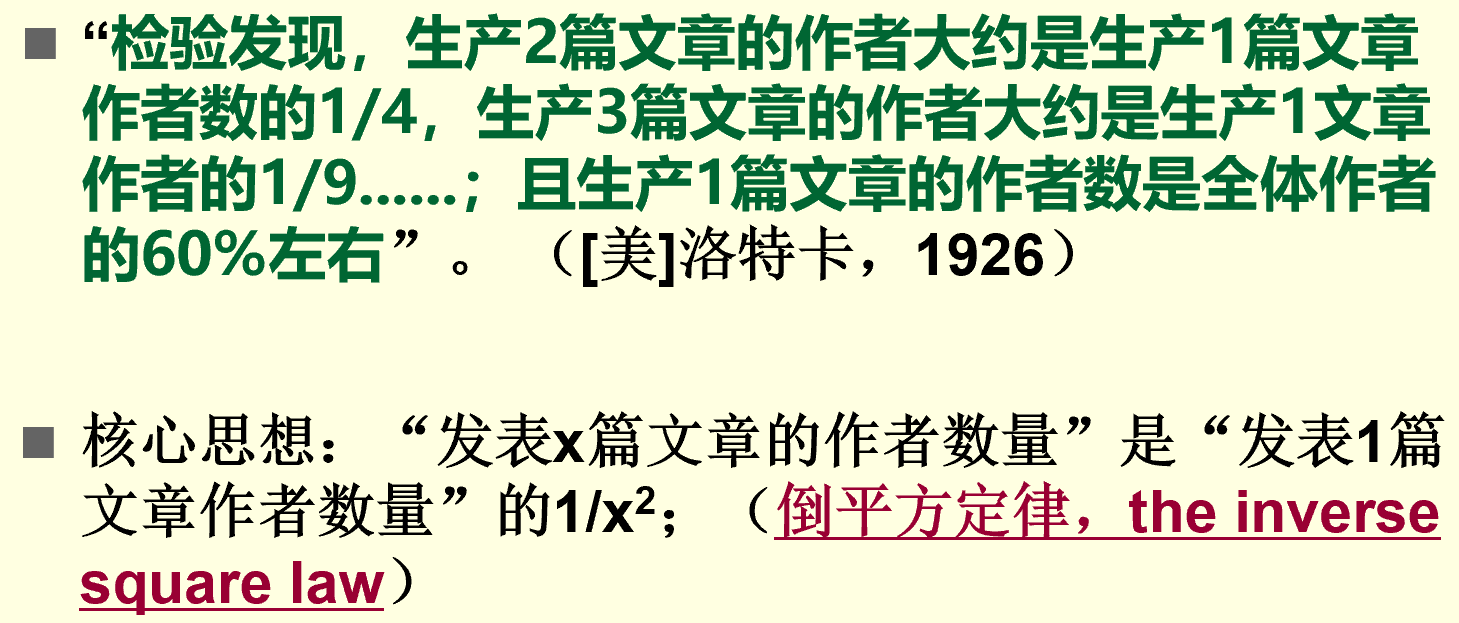 “检验发现，生产2篇文章的作者大约是生产1篇文章
作者数的1/4，生产3篇文章的作者大约是生产1文章
作者的1/9......；且生产1篇文章的作者数是全体作者
的60%左右”。（[美]洛特卡，1926）
核心思想：“发表x篇文章的作者数量”是“发表1篇
文章作者数量”的1/x²；（倒平方定律，the inverse
square law）